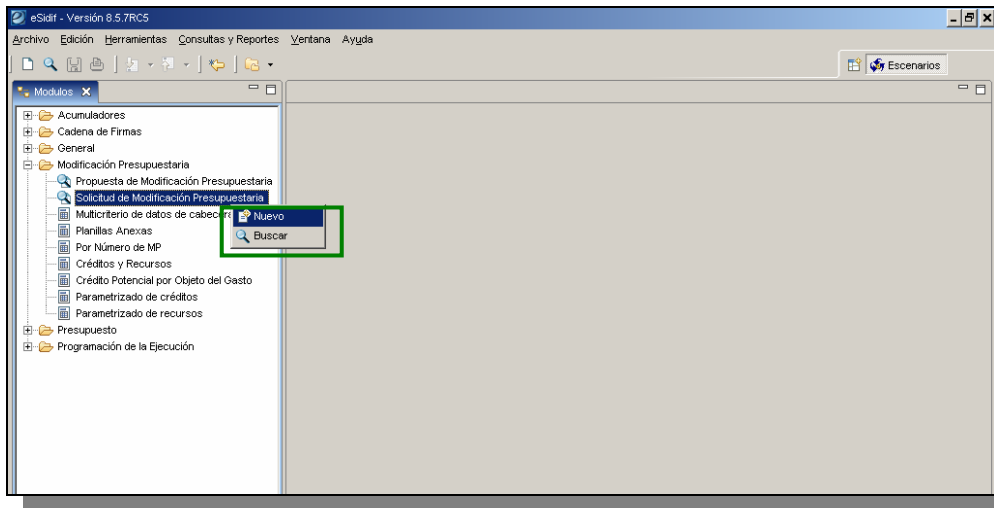 eSidif - Versión 8.5.7RC5
Archivo Edición Herramientas Consultas y Reportes Ventana Ayuda
Escenarios
Modulos
Acumuladores
Cadena de Firmas
General
Modificación Presupuestaria
Propuesta de Modificación Presupuestaria
Solicitud de Modificación Presupuestaria
Multicriterio de datos de cabecera
Nuevo
Planillas Anexas
Buscar
Por Número de MP
Créditos y Recursos
Crédito Potencial por Objeto del Gasto
Parametrizado de créditos
Parametrizado de recursos
Presupuesto
Programación de la Ejecución